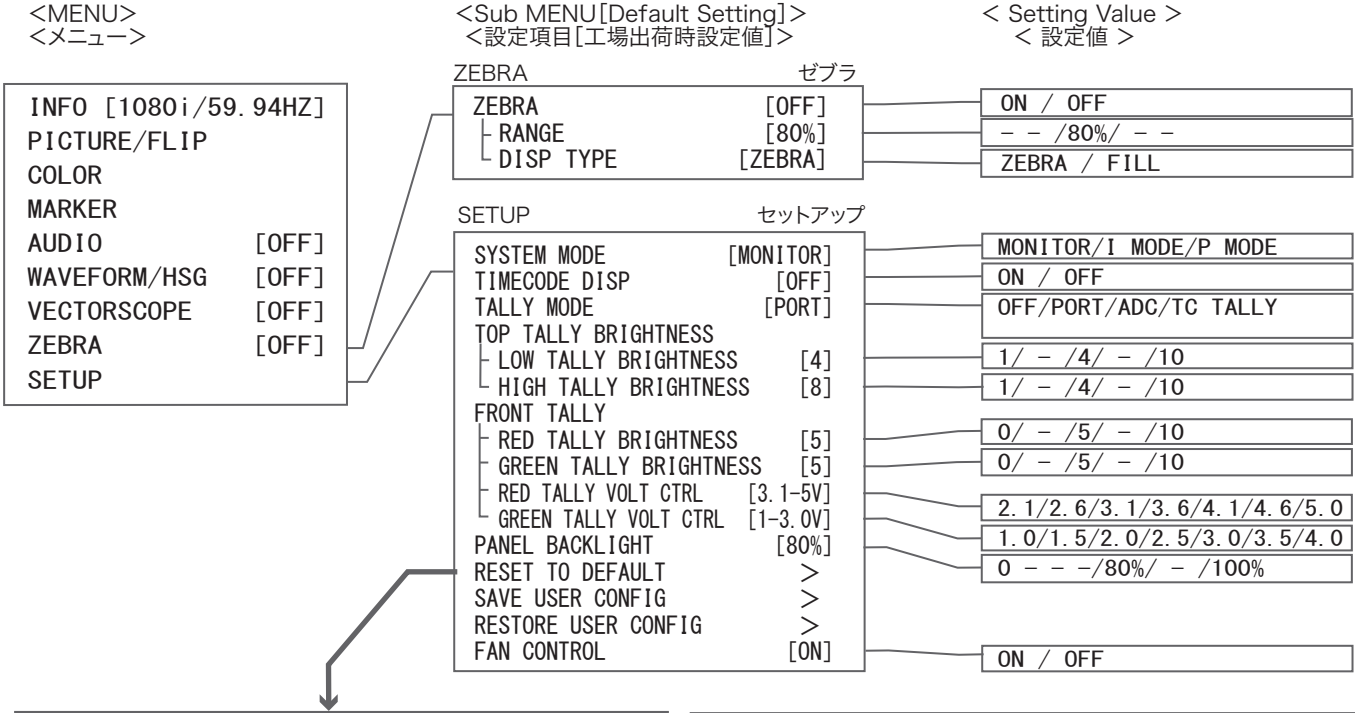 <MENU>
<メニュー>
<Sub MENU[Default Setting]>
<設定項目[工場出荷時設定値]>
< Setting Value >
< 設定値 >
INFO [1080i/59.94HZ]
PICTURE/FLIP
COLOR
MARKER
AUDIO [OFF]
WAVEFORM/HSG [OFF]
VECTORSCOPE [OFF]
ZEBRA [OFF]
SETUP
ZEBRA ゼブラ
ZEBRA [OFF]
RANGE [80%]
DISP TYPE [ZEBRA]
ON / OFF
- - /80%/ - -
ZEBRA / FILL
SETUP セットアップ
SYSTEM MODE [MONITOR]
TIMECODE DISP [OFF]
TALLY MODE [PORT]
TOP TALLY BRIGHTNESS
LOW TALLY BRIGHTNESS [4]
HIGH TALLY BRIGHTNESS [8]
FRONT TALLY
RED TALLY BRIGHTNESS [5]
GREEN TALLY BRIGHTNESS [5]
RED TALLY VOLT CTRL [3.1-5V]
GREEN TALLY VOLT CTRL [1-3.0V]
PANEL BACKLIGHT [80%]
RESET TO DEFAULT >
SAVE USER CONFIG >
RESTORE USER CONFIG >
FAN CONTROL [ON]
MONITOR/I MODE/P MODE
ON / OFF
OFF/PORT/ADC/TC TALLY
1/ - /4/ - /10
1/ - /4/ - /10
0/ - /5/ - /10
0/ - /5/ - /10
2.1/2.6/3.1/3.6/4.1/4.6/5.0
1.0/1.5/2.0/2.5/3.0/3.5/4.0
0 - - -/80%/ - /100%
ON / OFF